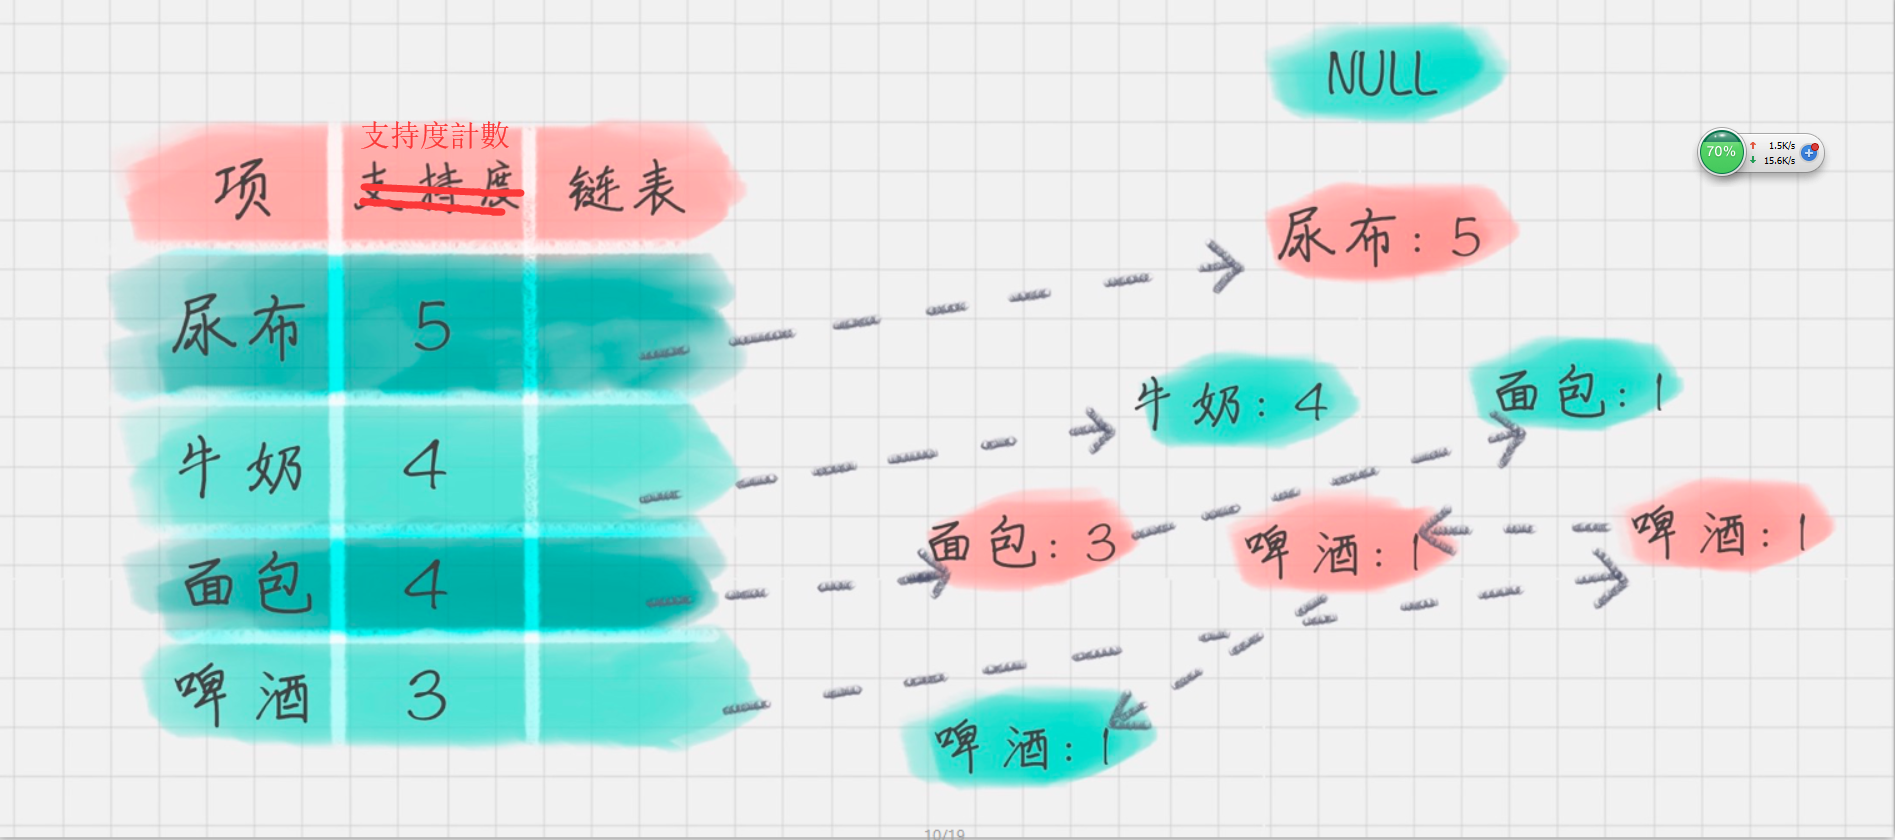 NULL
支持度計數
项 支持度 链表
尿布 5
牛奶 4
面包 4
啤酒 3
尿布：5
牛奶：4
面包：1
面包：3
啤酒：1
啤酒：1
啤酒：1
70%
1.5K/s
15.6K/s
10/19